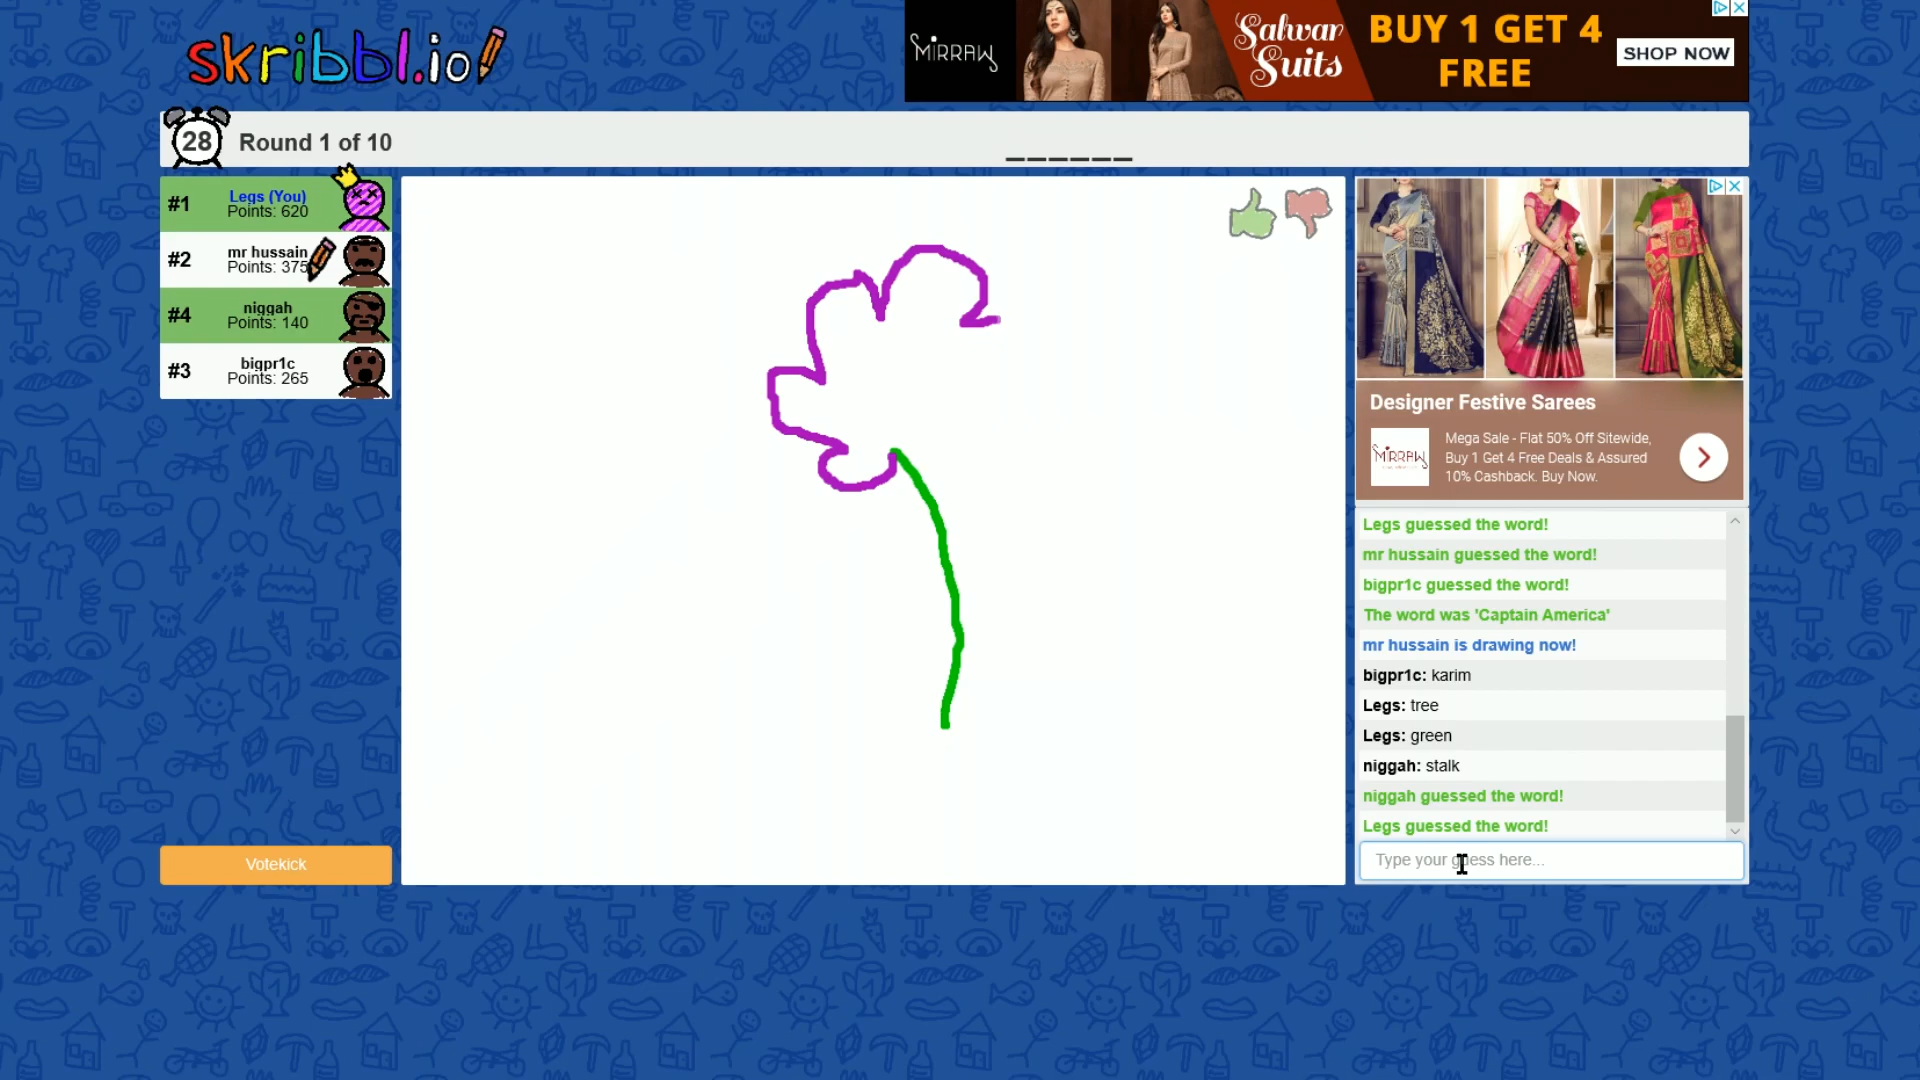 skribbl.io
MIRRAW
Salwar
Suits
BUY 1 GET 4
FREE
SHOP NOW
28
Round 1 of 10
______
#1
Legs (You)
Points: 620
#2
mr hussain
Points: 375
#4
niggah
Points: 140
#3
bigpr1c
Points: 265
Votekick
Designer Festive Sarees
MIRRAW
Mega Sale - Flat 50% Off Sitewide,
Buy 1 Get 4 Free Deals & Assured
10% Cashback. Buy Now.
Legs guessed the word!
mr hussain guessed the word!
bigpr1c guessed the word!
The word was 'Captain America'
mr hussain is drawing now!
bigpr1c: karim
Legs: tree
Legs: green
niggah: stalk
niggah guessed the word!
Legs guessed the word!
Type your guess here...